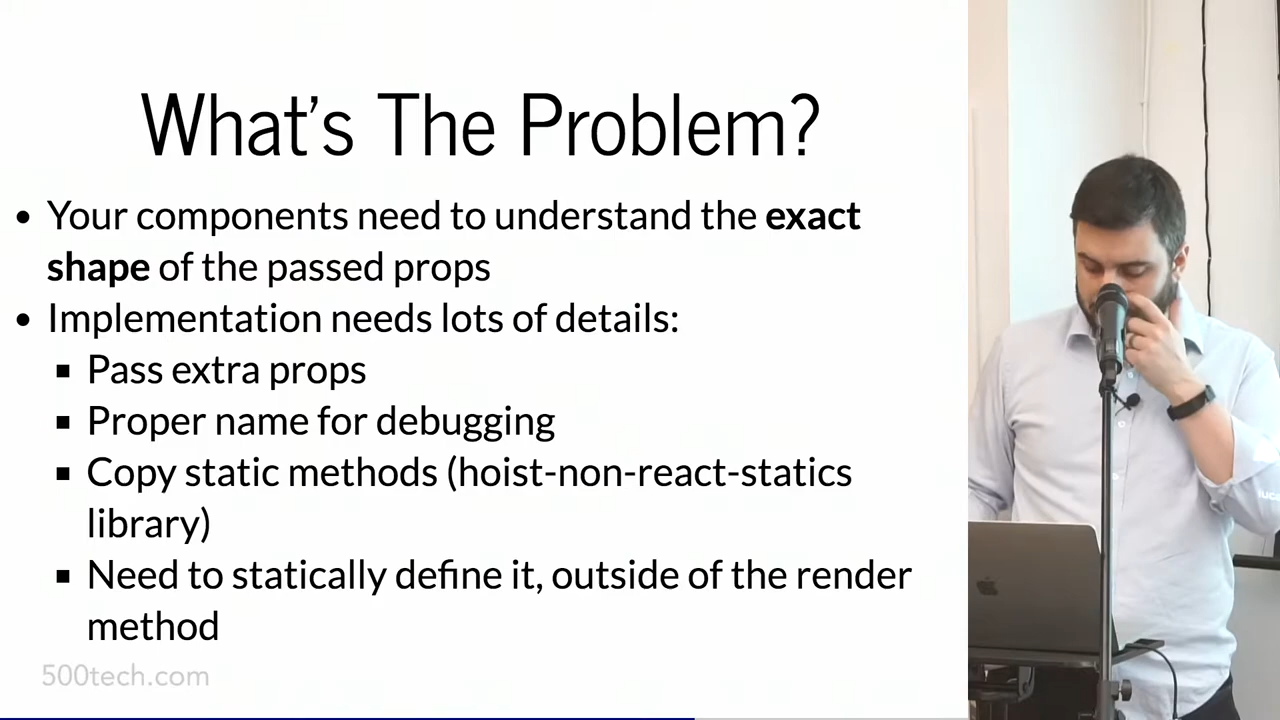 What's The Problem?
Your components need to understand the exact
shape of the passed props
Implementation needs lots of details:
Pass extra props
Proper name for debugging
Copy static methods (hoist-non-react-statics
library)
Need to statically define it, outside of the render
method
500tech.com